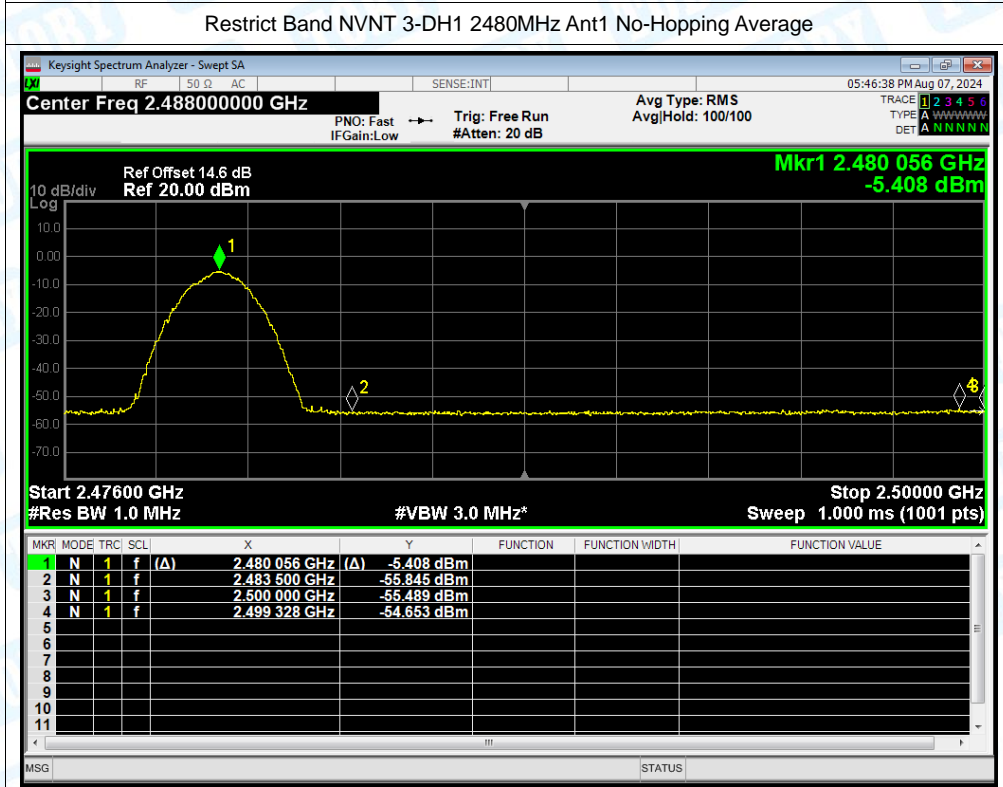 Restrict Band NVNT 3-DH1 2480MHz Ant1 No-Hopping Average
Keysight Spectrum Analyzer - Swept SA
LXI RF 50 Ω AC SENSE:INT 05:46:38 PM Aug 07, 2024
Center Freq 2.488000000 GHz
PNO: Fast
IFGain:Low
Trig: Free Run
#Atten: 20 dB
Avg Type: RMS
Avg|Hold: 100/100
TRACE 1 2 3 4 5 6
TYPE A WWWWW
DET A N N N N N
Mkr1 2.480 056 GHz
-5.408 dBm
Ref Offset 14.6 dB
10 dB/div Ref 20.00 dBm
Log
10.0
0.00
-10.0
-20.0
-30.0
-40.0
-50.0
-60.0
-70.0
1
2
4
3
Start 2.47600 GHz
Stop 2.50000 GHz
#Res BW 1.0 MHz
#VBW 3.0 MHz*
Sweep 1.000 ms (1001 pts)
MKR MODE TRC SCL X Y FUNCTION FUNCTION WIDTH FUNCTION VALUE
1 N 1 f (Δ) 2.480 056 GHz (Δ) -5.408 dBm
2 N 1 f 2.483 500 GHz -55.845 dBm
3 N 1 f 2.500 000 GHz -55.489 dBm
4 N 1 f 2.499 328 GHz -54.653 dBm
5
6
7
8
9
10
11
MSG STATUS